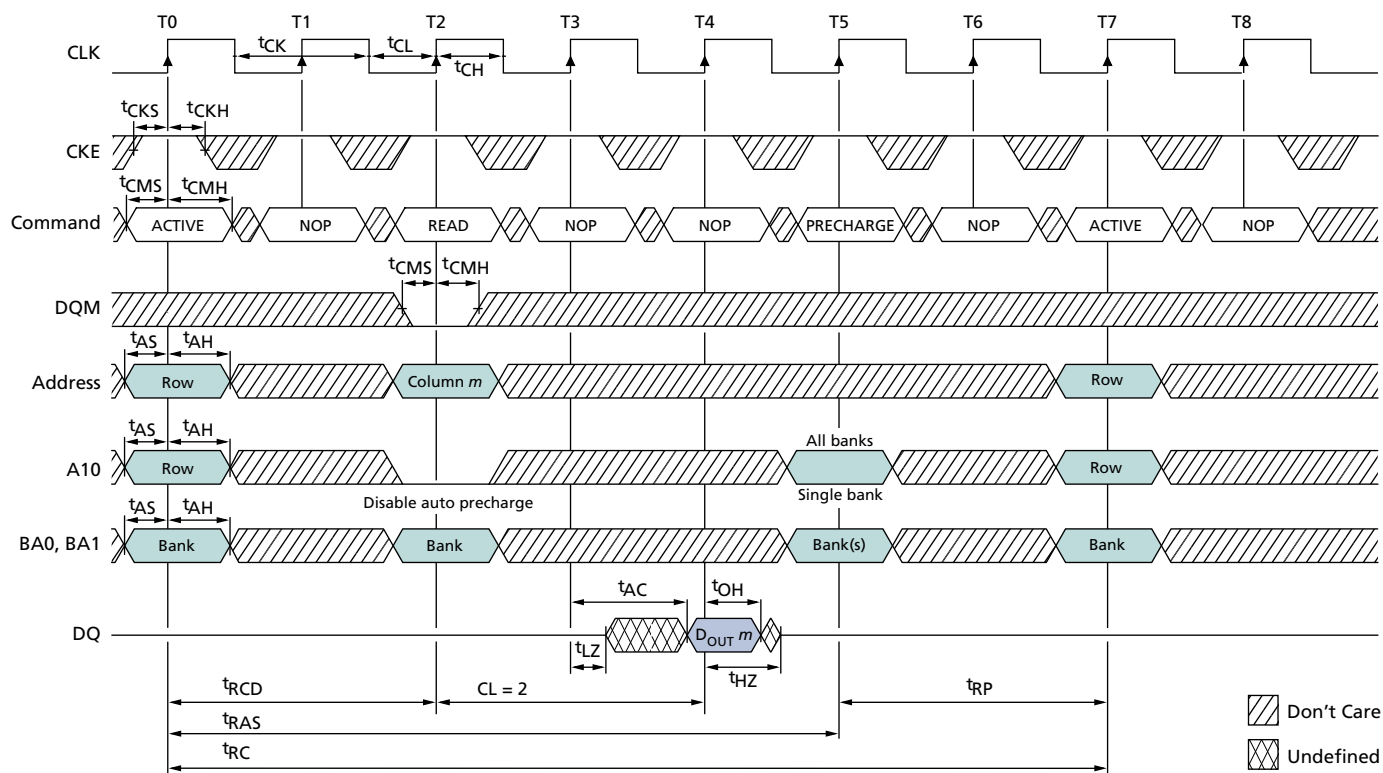 T0 T1 T2 T3 T4 T5 T6 T7 T8
CLK
tCK tCL
tCH
tCKS tCKH
CKE
tCMS tCMH
Command ACTIVE NOP READ NOP NOP PRECHARGE NOP ACTIVE NOP
tCMS tCMH
DQM
tAS tAH
Address Row Column m Row
tAS tAH All banks
A10 Row Row
Disable auto precharge Single bank
tAS tAH
BA0, BA1 Bank Bank Bank(s) Bank
tAC tOH
DQ DOUT m
tLZ tHZ
tRCD CL = 2 tRP
tRAS
tRC
Don't Care
Undefined